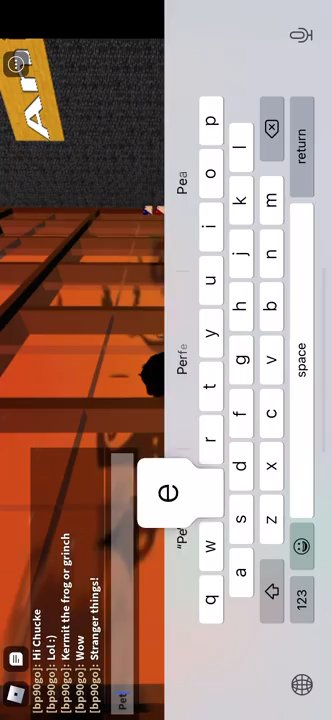 [bp90go]: Hi Chucke
[bp90go]: Lol :)
[bp90go]: Kermit the frog or grinch
[bp90go]: Wow
[bp90go]: Stranger things!
Pe
Perfe
Pea
q w e r t y u i o p
a s d f g h j k l
z x c v b n m
123 space return